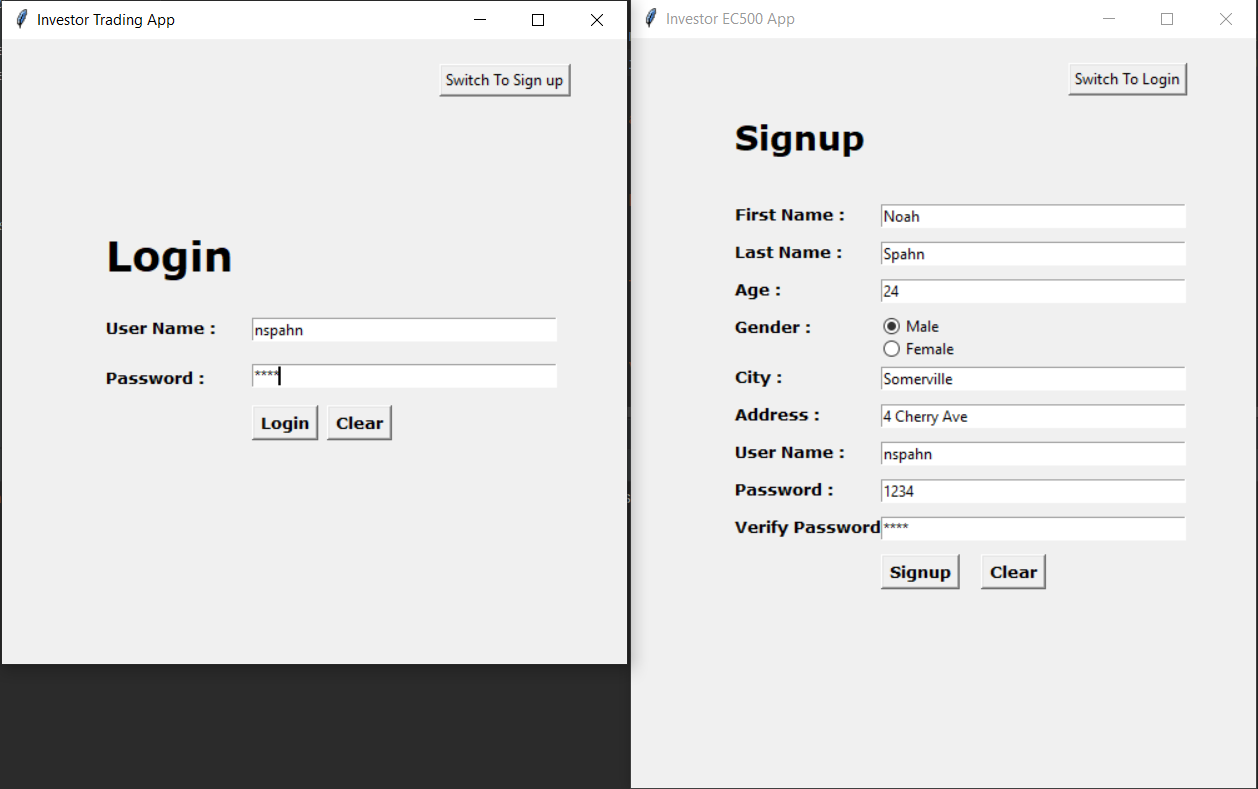 Investor Trading App
Switch To Sign up
Login
User Name : nspahn
Password : ****
Login Clear
Investor EC500 App
Switch To Login
Signup
First Name : Noah
Last Name : Spahn
Age : 24
Gender : Male
Female
City : Somerville
Address : 4 Cherry Ave
User Name : nspahn
Password : 1234
Verify Password ****
Signup Clear